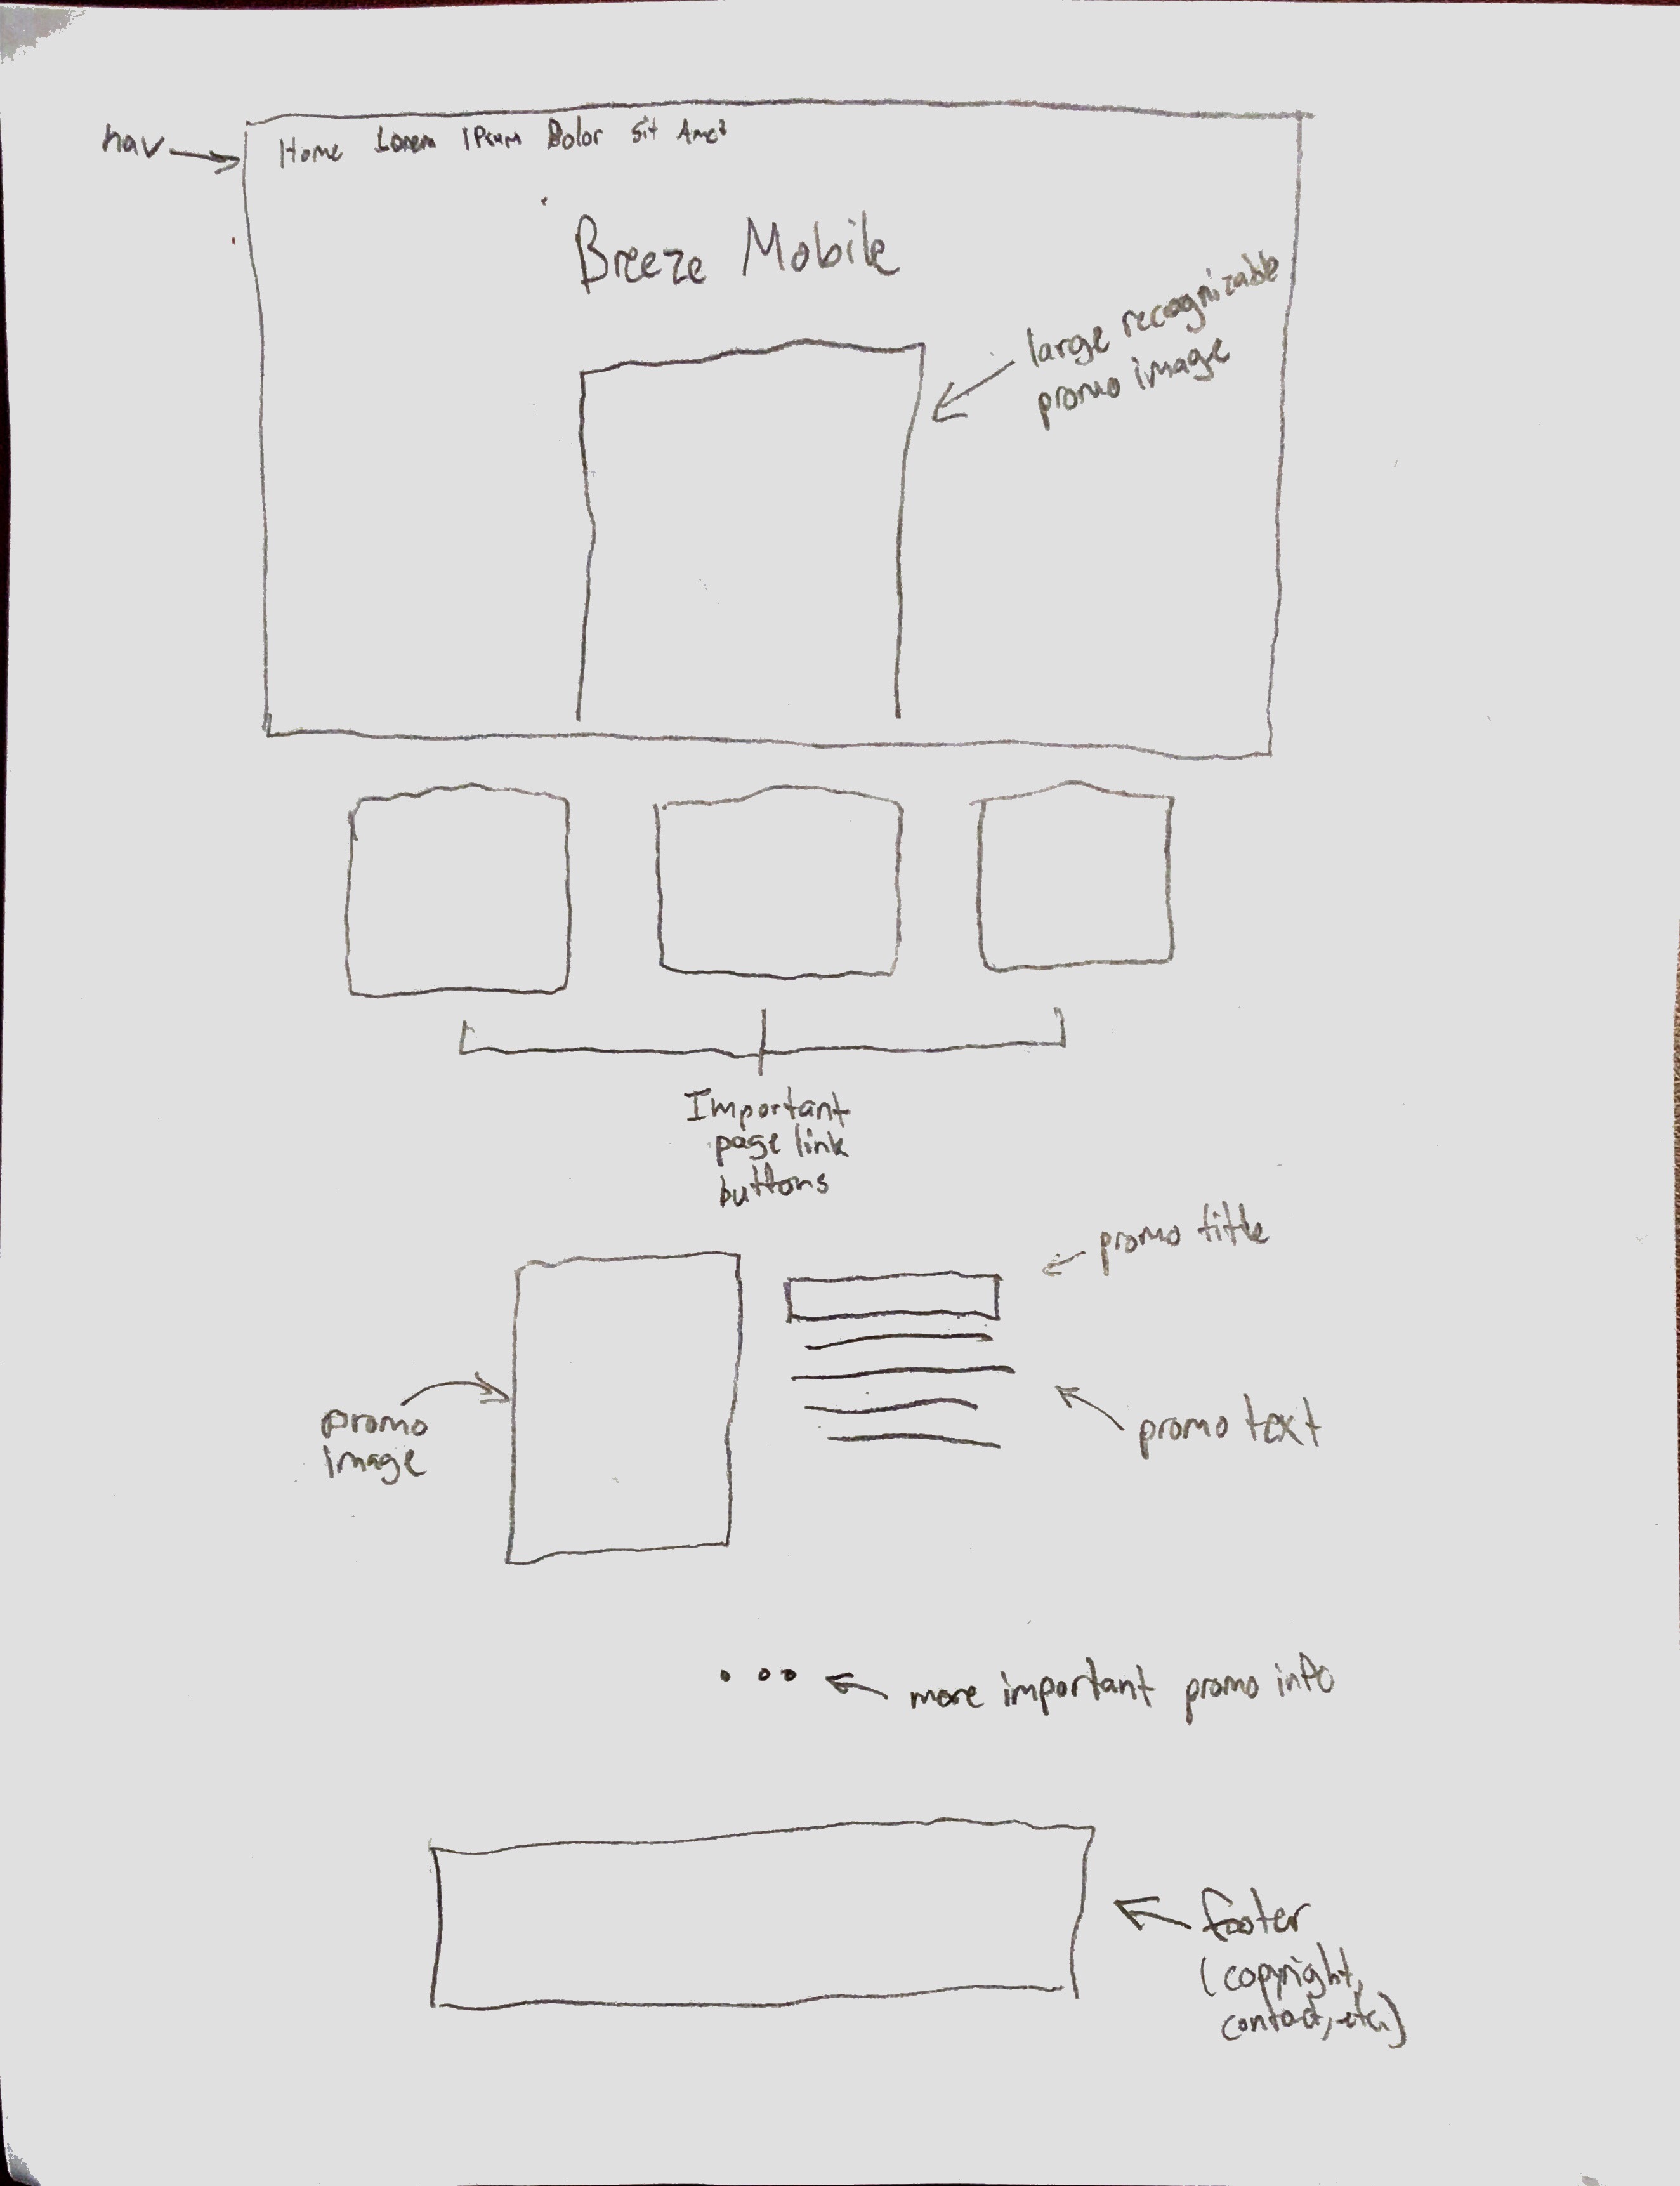 nav
Home Lorem Ipsum Dolor Sit Amet
Breeze Mobile
large recognizable
promo image
Important
page link
buttons
promo title
promo
image
promo text
more important promo info
footer
(copyright,
contact, etc.)